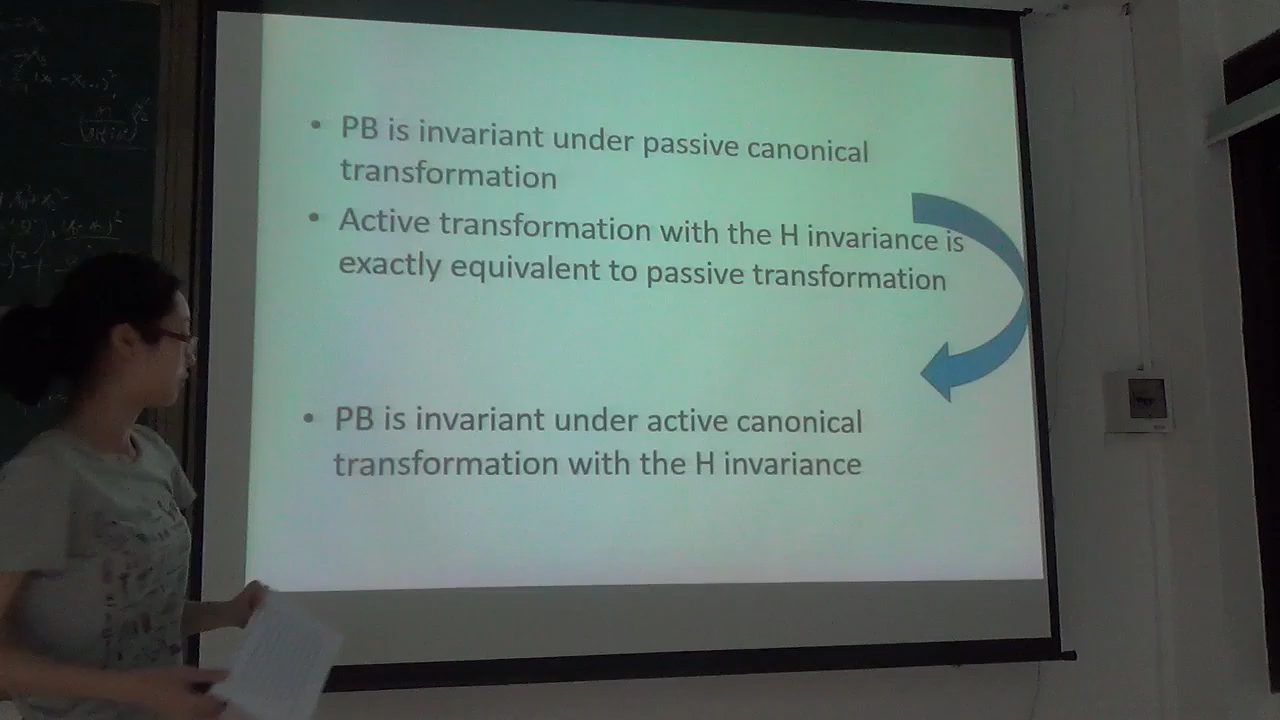 • PB is invariant under passive canonical
transformation
• Active transformation with the H invariance is
exactly equivalent to passive transformation
• PB is invariant under active canonical
transformation with the H invariance